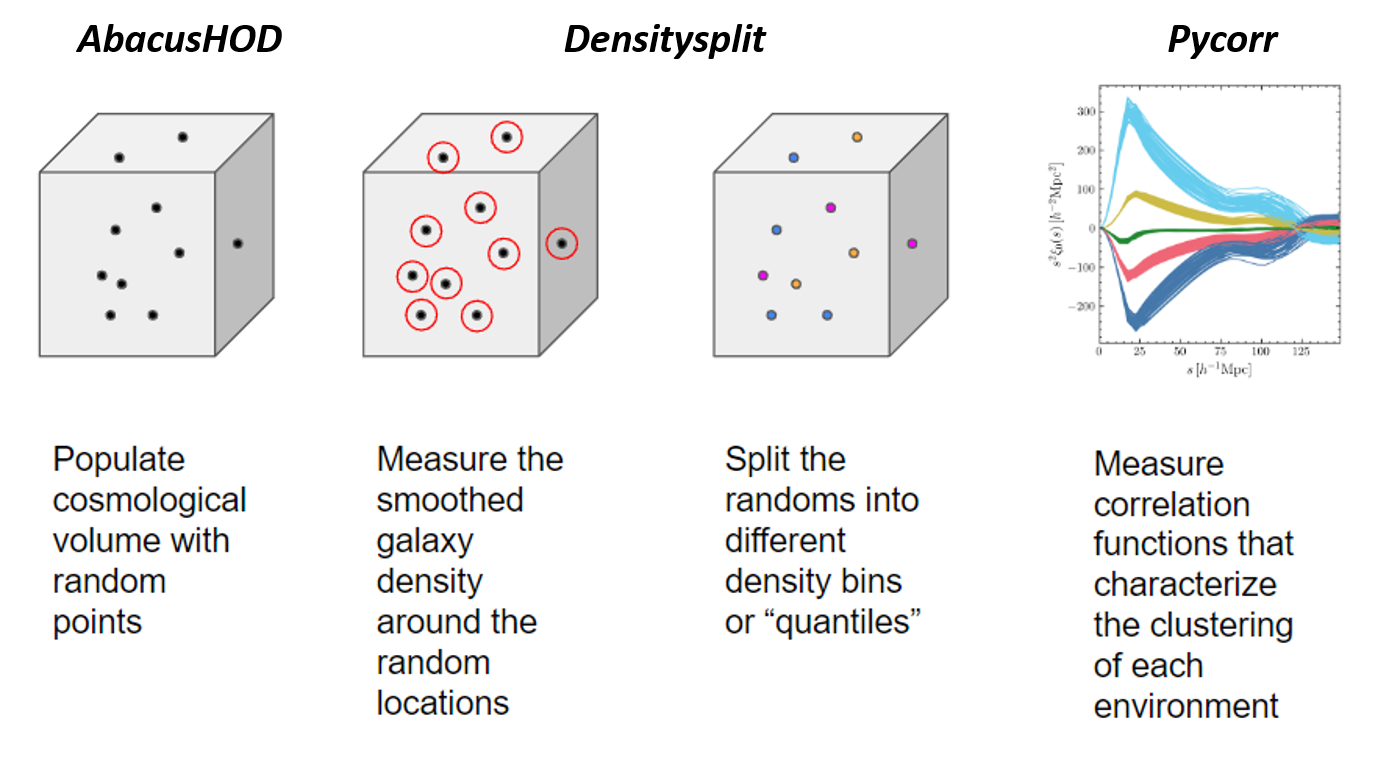 AbacusHOD
Densitysplit
Pycorr
300
200
100
0
−100
−200
s²ξ₀(s) [h⁻²Mpc²]
0
25
50
75
100
125
s [h⁻¹Mpc]
Populate
cosmological
volume with
random
points
Measure the
smoothed
galaxy
density
around the
random
locations
Split the
randoms into
different
density bins
or “quantiles”
Measure
correlation
functions that
characterize
the clustering
of each
environment